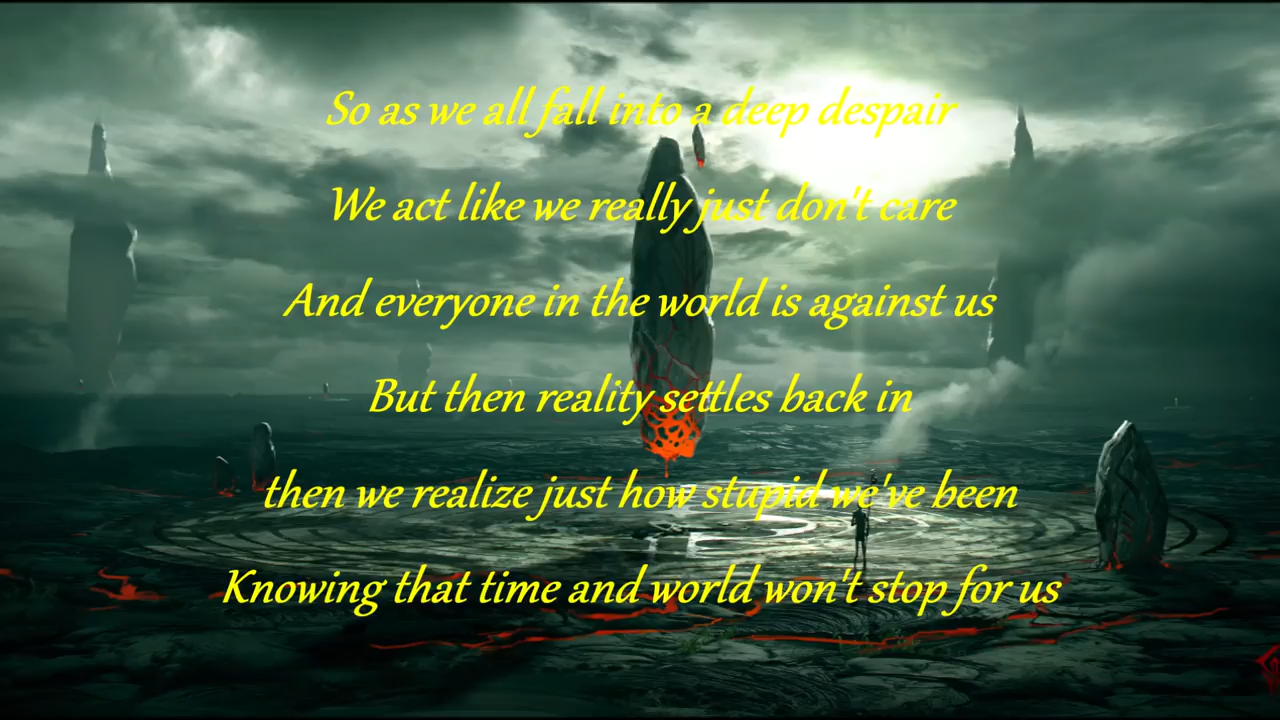 So as we all fall into a deep despair
We act like we really just don't care
And everyone in the world is against us
But then reality settles back in
then we realize just how stupid we've been
Knowing that time and world won't stop for us